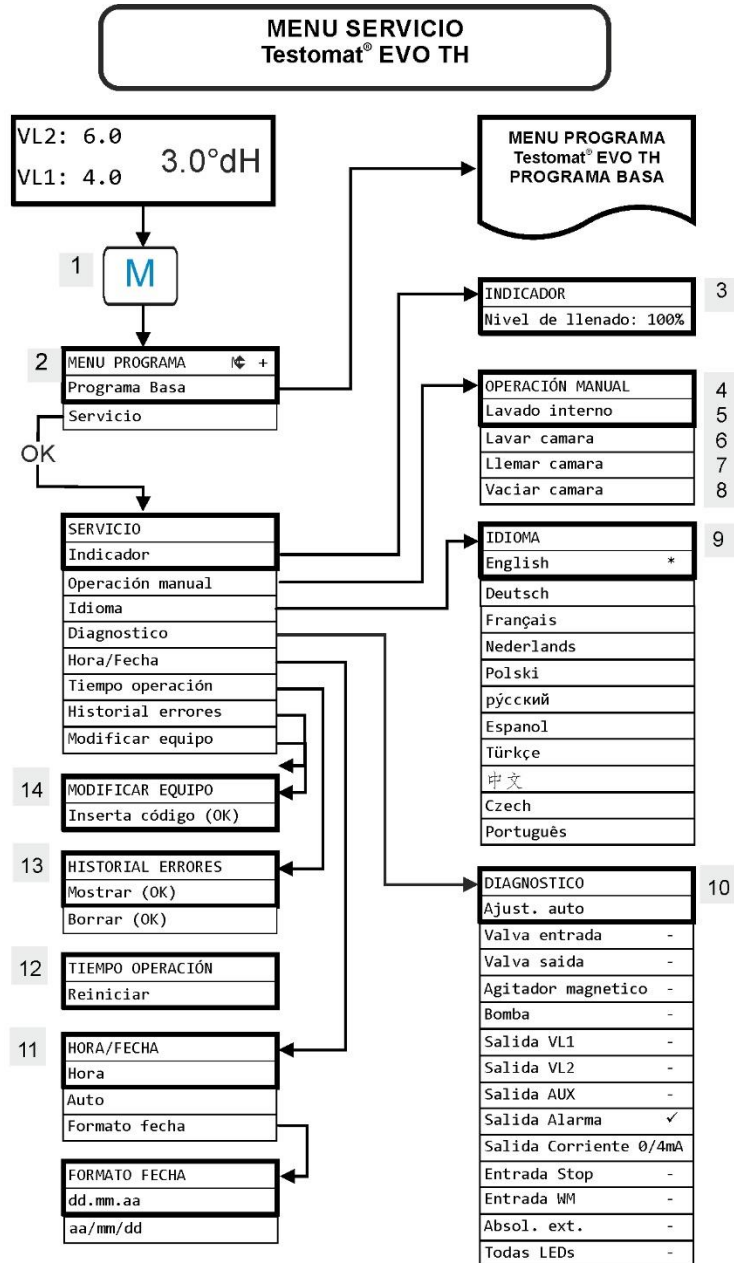 MENU SERVICIO
Testomat® EVO TH
VL2: 6.0
VL1: 4.0
3.0°dH
MENU PROGRAMA
Testomat® EVO TH
PROGRAMA BASA
1
M
INDICADOR
3
Nivel de llenado: 100%
2
MENU PROGRAMA +
Programa Basa
Servicio
OK
OPERACIÓN MANUAL
4
Lavado interno
5
Lavar camara
6
Llemar camara
7
Vaciar camara
8
SERVICIO
Indicador
Operación manual
Idioma
Diagnostico
Hora/Fecha
Tiempo operación
Historial errores
Modificar equipo
IDIOMA
9
English *
Deutsch
Français
Nederlands
Polski
ру́сский
Espanol
Türkçe
中文
Czech
Português
14
MODIFICAR EQUIPO
Inserta código (OK)
13
HISTORIAL ERRORES
Mostrar (OK)
Borrar (OK)
12
TIEMPO OPERACIÓN
Reiniciar
11
HORA/FECHA
Hora
Auto
Formato fecha
FORMATO FECHA
dd.mm.aa
aa/mm/dd
DIAGNOSTICO
10
Ajust. auto
Valva entrada -
Valva saida -
Agitador magnetico -
Bomba -
Salida VL1 -
Salida VL2 -
Salida AUX -
Salida Alarma ✓
Salida Corriente 0/4mA
Entrada Stop -
Entrada WM -
Absol. ext. -
Todas LEDs -